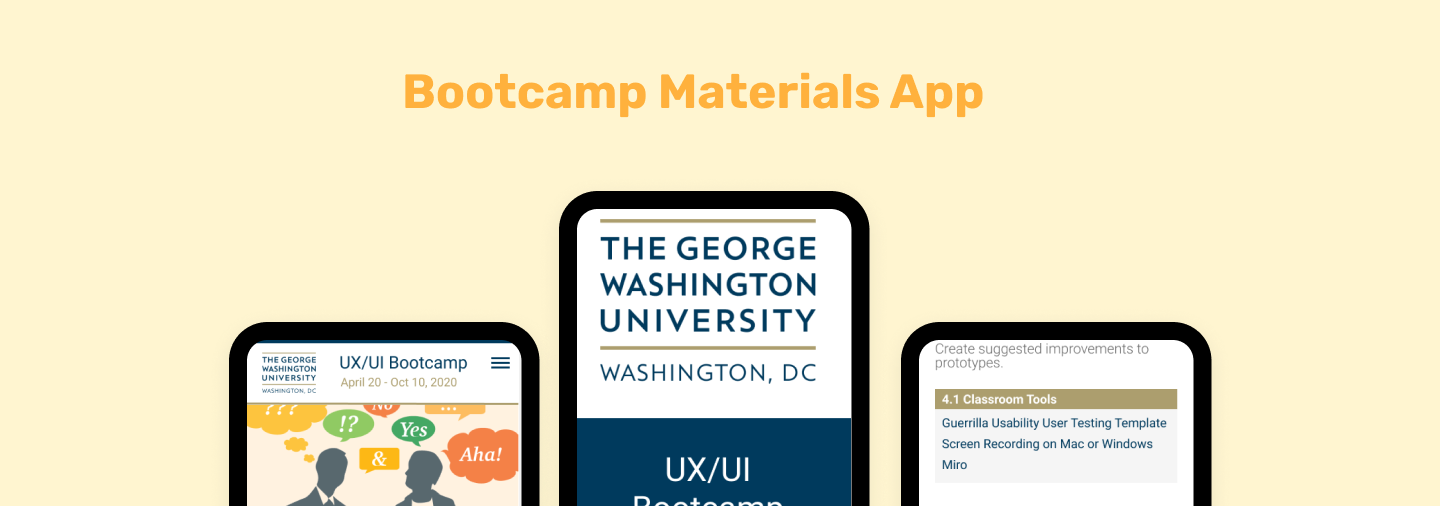 Bootcamp Materials App
THE GEORGE
WASHINGTON
UNIVERSITY
WASHINGTON, DC
UX/UI Bootcamp
April 20 - Oct 10, 2020
???
!?
No
...
Yes
&
Aha!
THE GEORGE
WASHINGTON
UNIVERSITY
WASHINGTON, DC
UX/UI
Bootcamp
Create suggested improvements to
prototypes.
4.1 Classroom Tools
Guerrilla Usability User Testing Template
Screen Recording on Mac or Windows
Miro